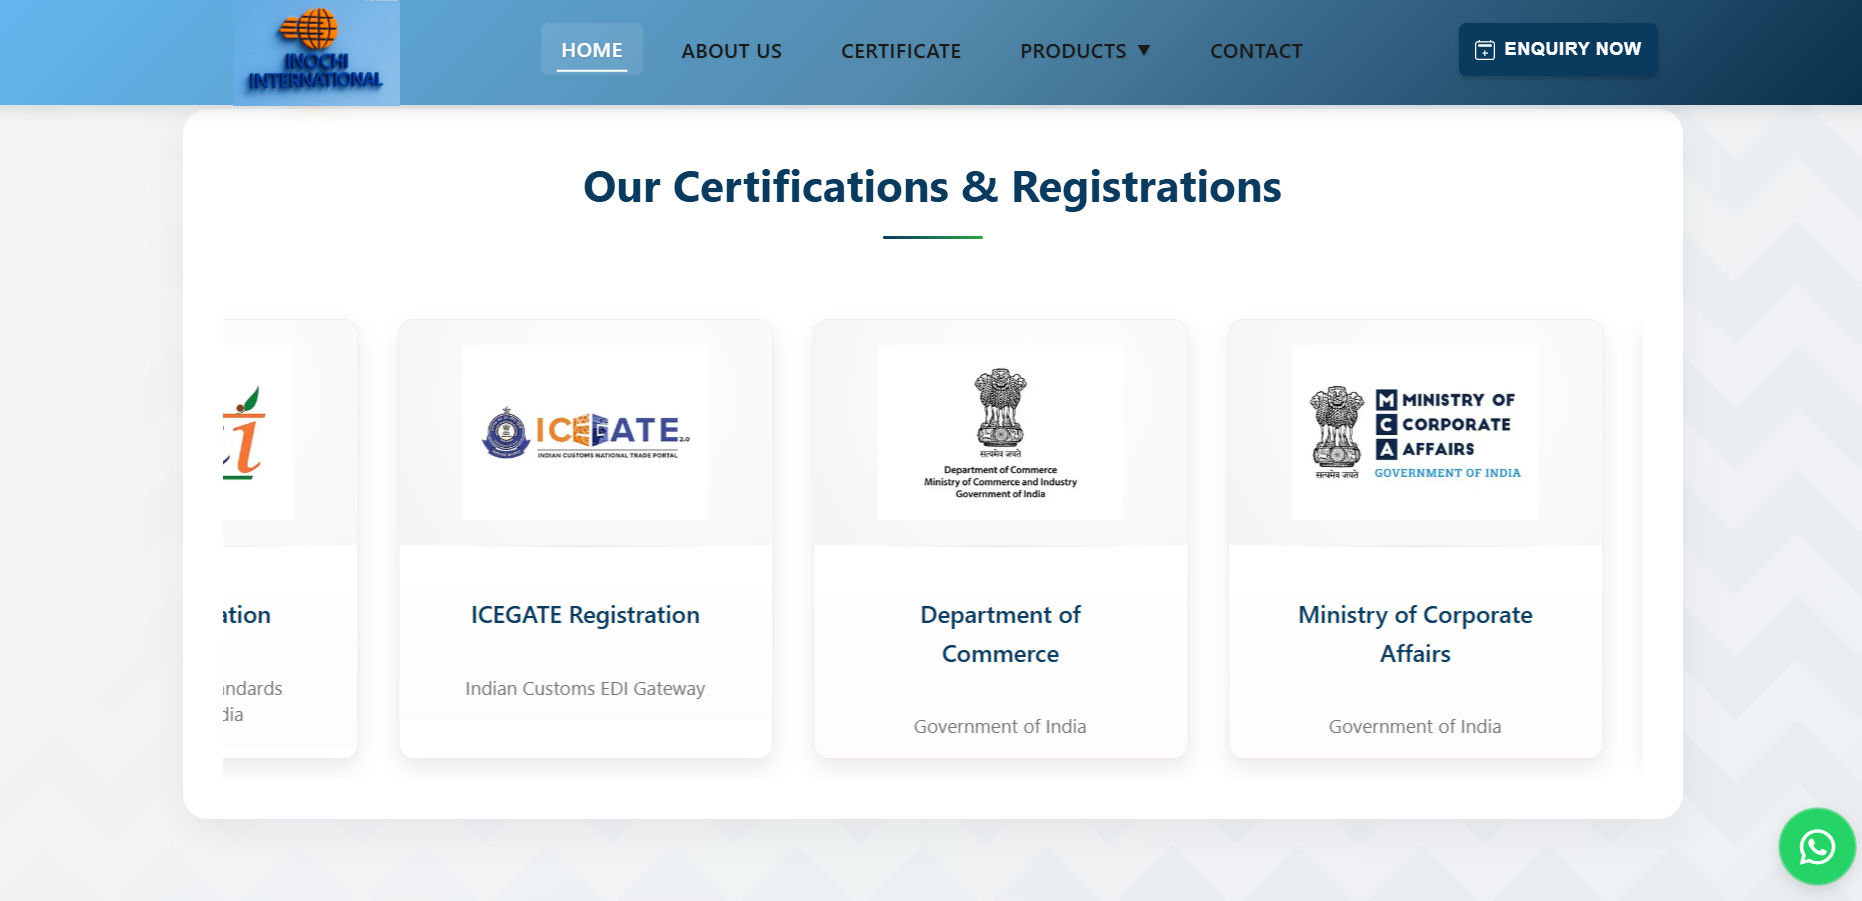 INOCHI
INTERNATIONAL
HOME
ABOUT US
CERTIFICATE
PRODUCTS ▼
CONTACT
ENQUIRY NOW
Our Certifications & Registrations
ICEGATE 2.0
INDIAN CUSTOMS NATIONAL TRADE PORTAL
सत्यमेव जयते
Department of Commerce
Ministry of Commerce and Industry
Government of India
सत्यमेव जयते
M MINISTRY OF
C CORPORATE
A AFFAIRS
GOVERNMENT OF INDIA
ation
ndards
dia
ICEGATE Registration
Indian Customs EDI Gateway
Department of
Commerce
Government of India
Ministry of Corporate
Affairs
Government of India